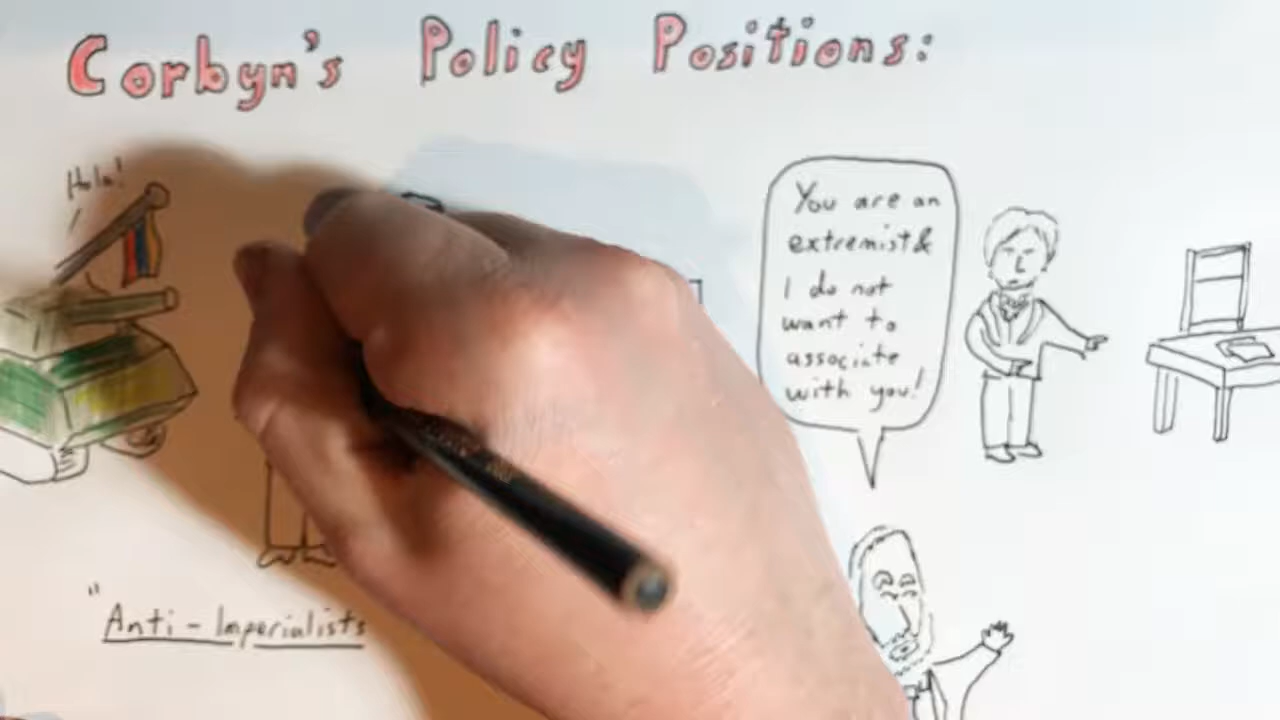 Corbyn's Policy Positions:
Hola!
You are an
extremist &
I do not
want to
associate
with you!
"Anti-Imperialists